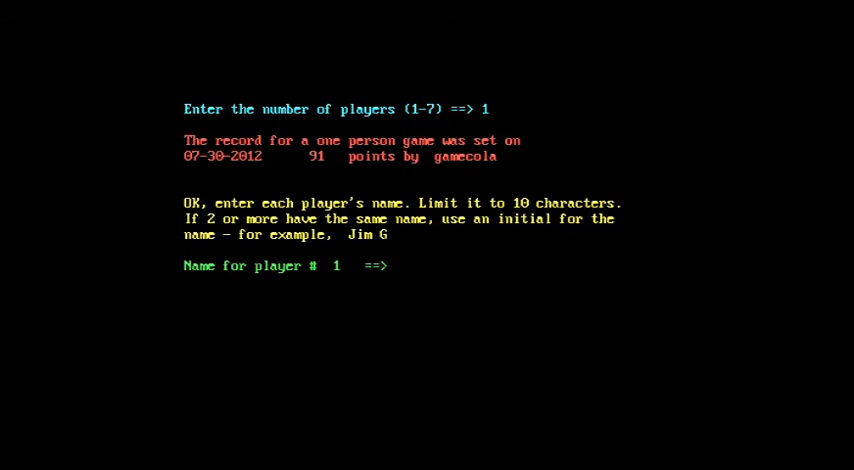 Enter the number of players (1-7) ==> 1
The record for a one person game was set on
07-30-2012      91   points by  gamecola
OK, enter each player's name. Limit it to 10 characters.
If 2 or more have the same name, use an initial for the
name - for example,  Jim G
Name for player #  1   ==>